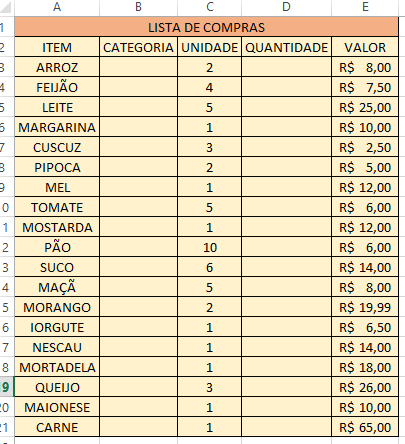 A B C D E
1 LISTA DE COMPRAS
2 ITEM CATEGORIA UNIDADE QUANTIDADE VALOR
3 ARROZ 2 R$ 8,00
4 FEIJÃO 4 R$ 7,50
5 LEITE 5 R$ 25,00
6 MARGARINA 1 R$ 10,00
7 CUSCUZ 3 R$ 2,50
8 PIPOCA 2 R$ 5,00
9 MEL 1 R$ 12,00
0 TOMATE 5 R$ 6,00
1 MOSTARDA 1 R$ 12,00
2 PÃO 10 R$ 6,00
3 SUCO 6 R$ 14,00
4 MAÇÃ 5 R$ 8,00
5 MORANGO 2 R$ 19,99
6 IORGUTE 1 R$ 6,50
7 NESCAU 1 R$ 14,00
8 MORTADELA 1 R$ 18,00
9 QUEIJO 3 R$ 26,00
20 MAIONESE 1 R$ 10,00
21 CARNE 1 R$ 65,00